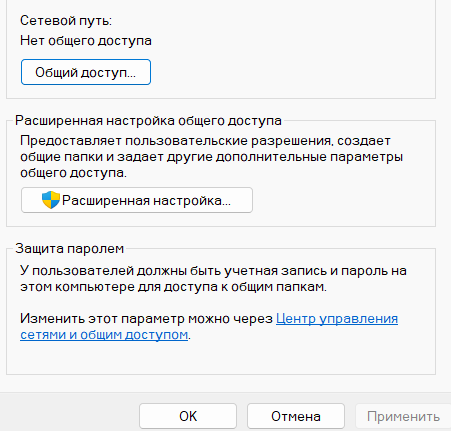 Сетевой путь:
Нет общего доступа
Общий доступ...
Расширенная настройка общего доступа
Предоставляет пользовательские разрешения, создает
общие папки и задает другие дополнительные параметры
общего доступа.
Расширенная настройка...
Защита паролем
У пользователей должны быть учетная запись и пароль на
этом компьютере для доступа к общим папкам.
Изменить этот параметр можно через Центр управления
сетями и общим доступом.
ОК Отмена Применить